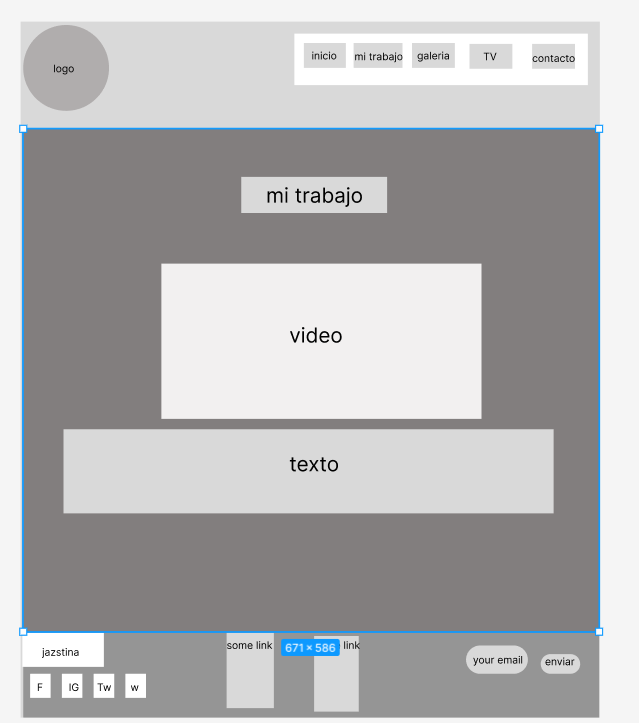 logo
inicio
mi trabajo
galeria
TV
contacto
mi trabajo
video
texto
jazstina
some link
671 × 586
link
your email
enviar
F
IG
Tw
w